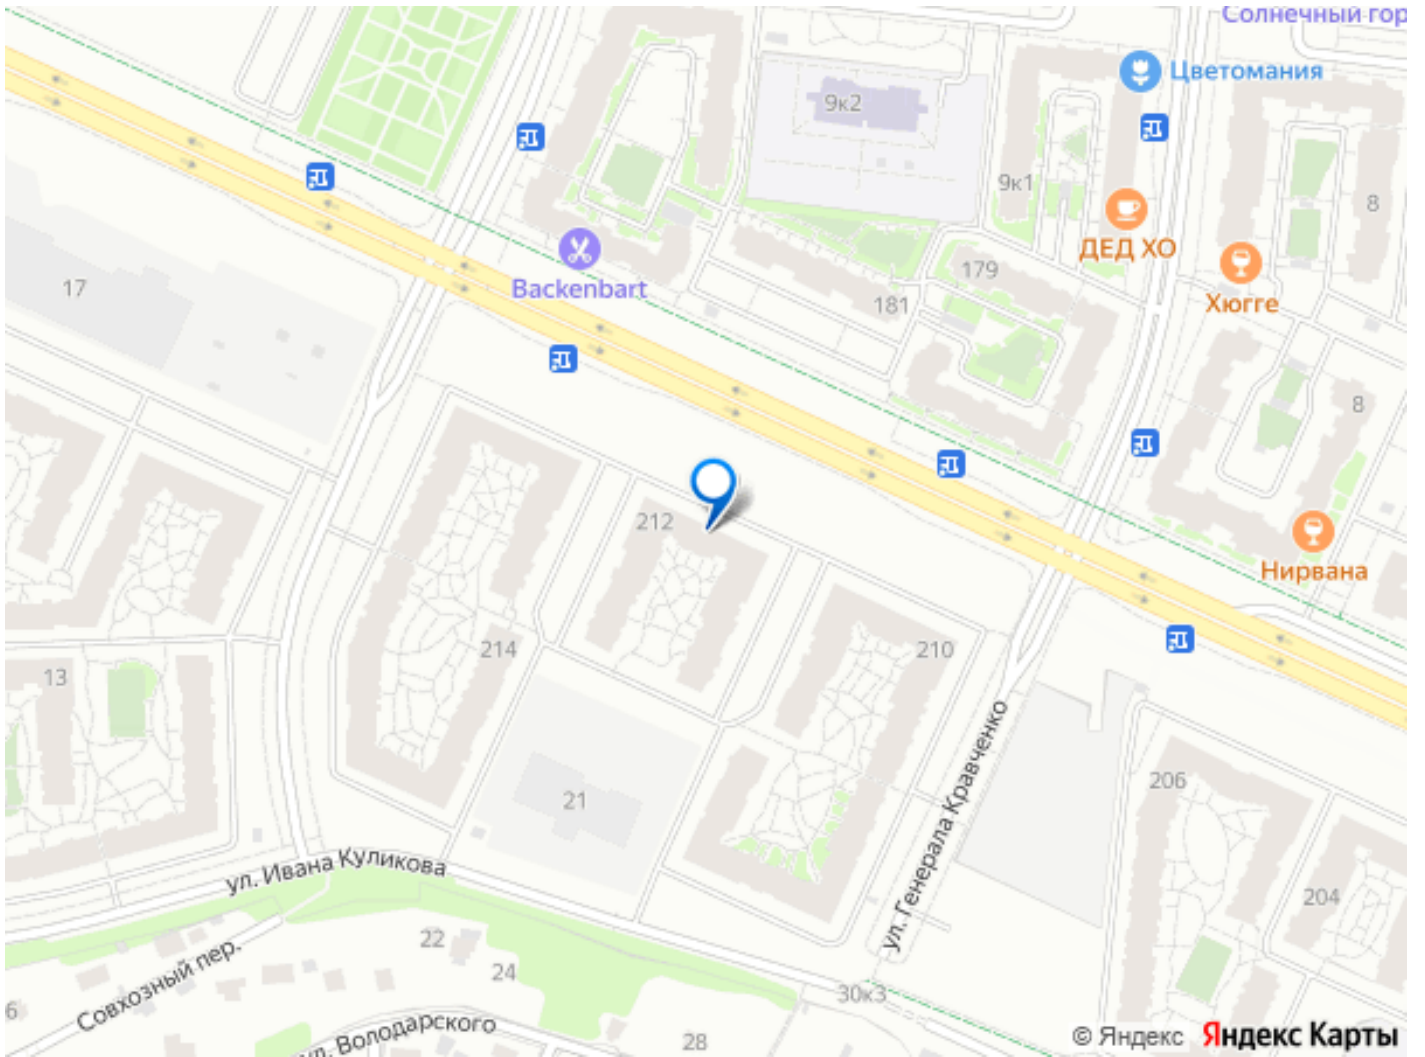 Солнечный гор
Цветомания
9к2
9к1
8
ДЕД ХО
179
Backenbart
17
181
Хюгге
8
212
Нирвана
214
210
13
ул. Генерала Кравченко
206
21
ул. Ивана Куликова
204
22
Совхозный пер.
24
30к3
6
ул. Володарского
28
© Яндекс Яндекс Карты